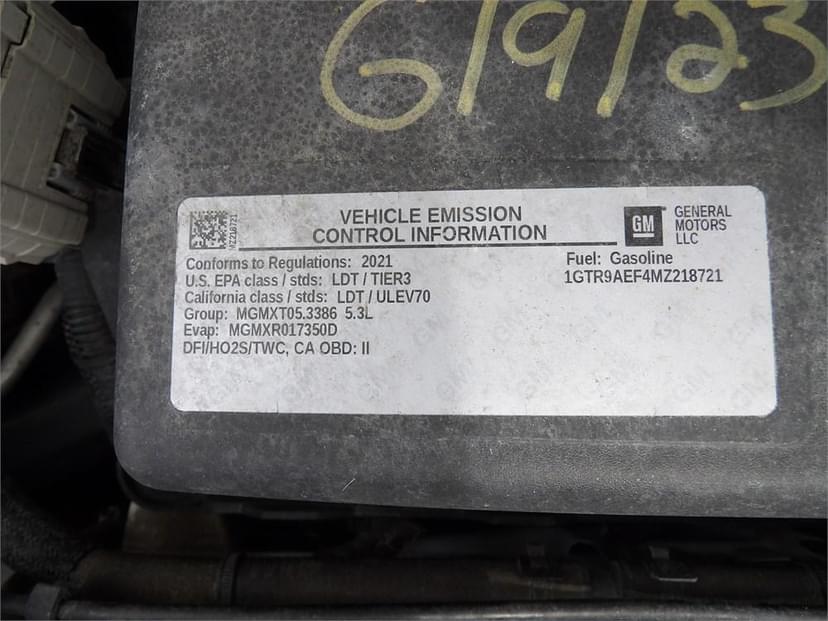 6/9/23
MZ218721
VEHICLE EMISSION
CONTROL INFORMATION
GM
GENERAL
MOTORS
LLC
Conforms to Regulations: 2021
U.S. EPA class / stds: LDT / TIER3
California class / stds: LDT / ULEV70
Group: MGMXT05.3386 5.3L
Evap: MGMXR017350D
DFI/HO2S/TWC, CA OBD: II
Fuel: Gasoline
1GTR9AEF4MZ218721